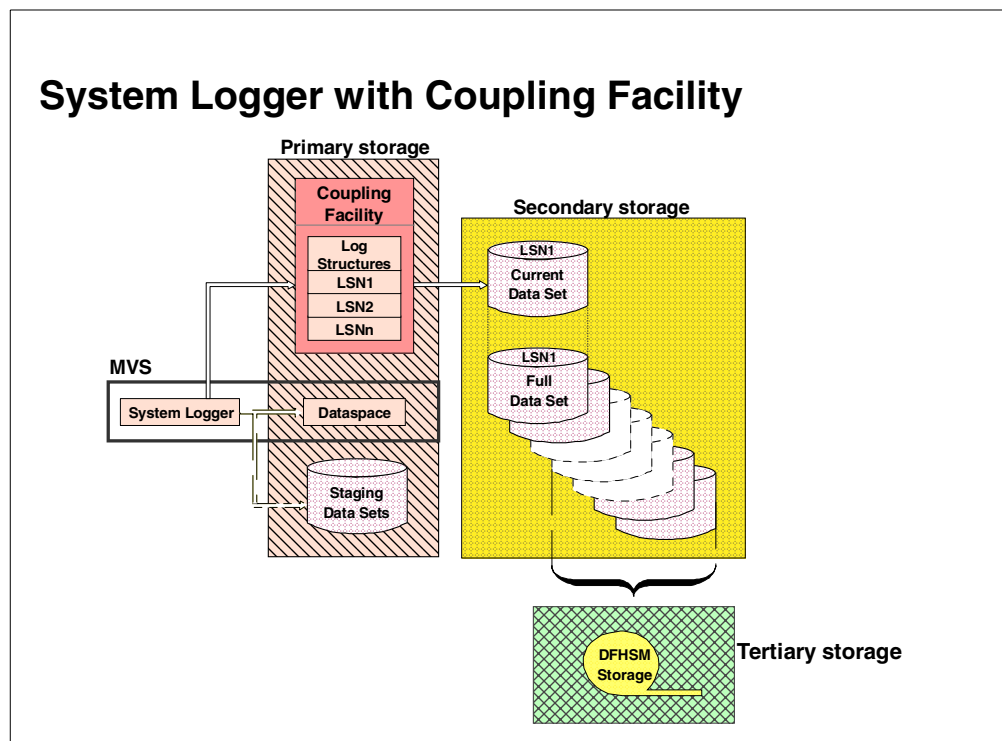 System Logger with Coupling Facility
Primary storage
Coupling
Facility
Log
Structures
LSN1
LSN2
LSNn
Secondary storage
LSN1
Current
Data Set
LSN1
Full
Data Set
MVS
System Logger
Dataspace
Staging
Data Sets
DFHSM
Storage
Tertiary storage